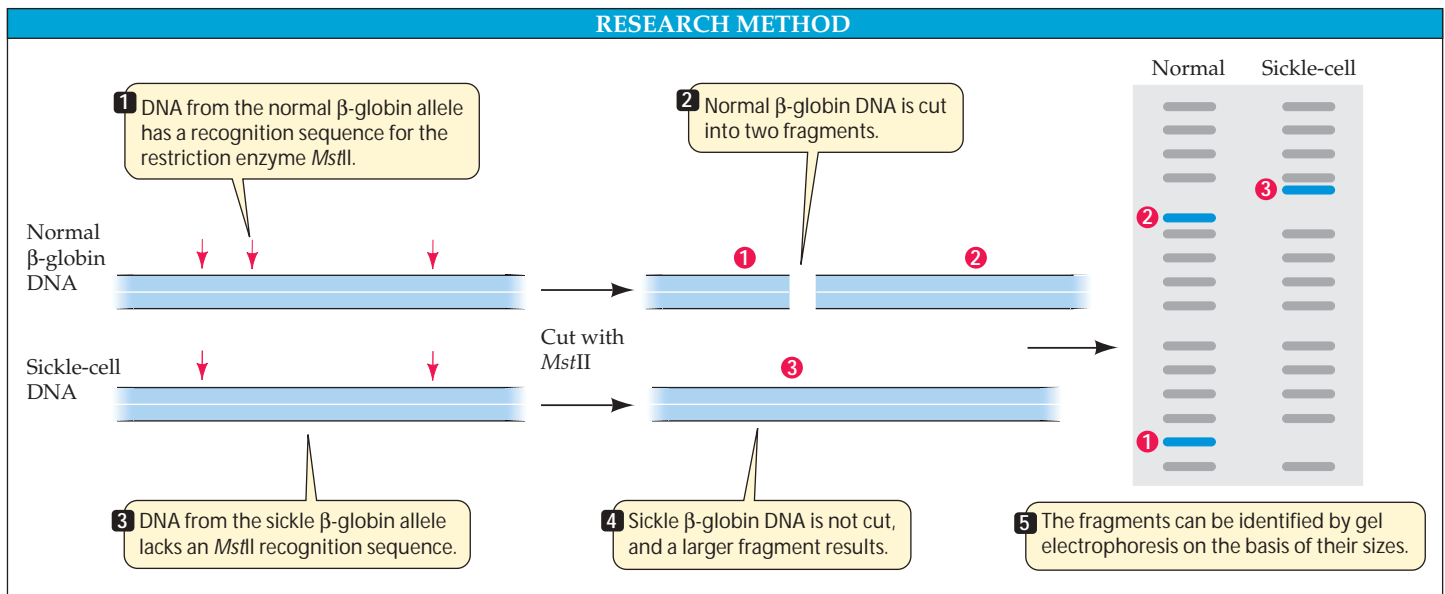 RESEARCH METHOD
1 DNA from the normal β-globin allele
has a recognition sequence for the
restriction enzyme MstII.
2 Normal β-globin DNA is cut
into two fragments.
Normal Sickle-cell
3
2
1
Normal
β-globin
DNA
1 2
Cut with
MstII
Sickle-cell
DNA
3
3 DNA from the sickle β-globin allele
lacks an MstII recognition sequence.
4 Sickle β-globin DNA is not cut,
and a larger fragment results.
5 The fragments can be identified by gel
electrophoresis on the basis of their sizes.